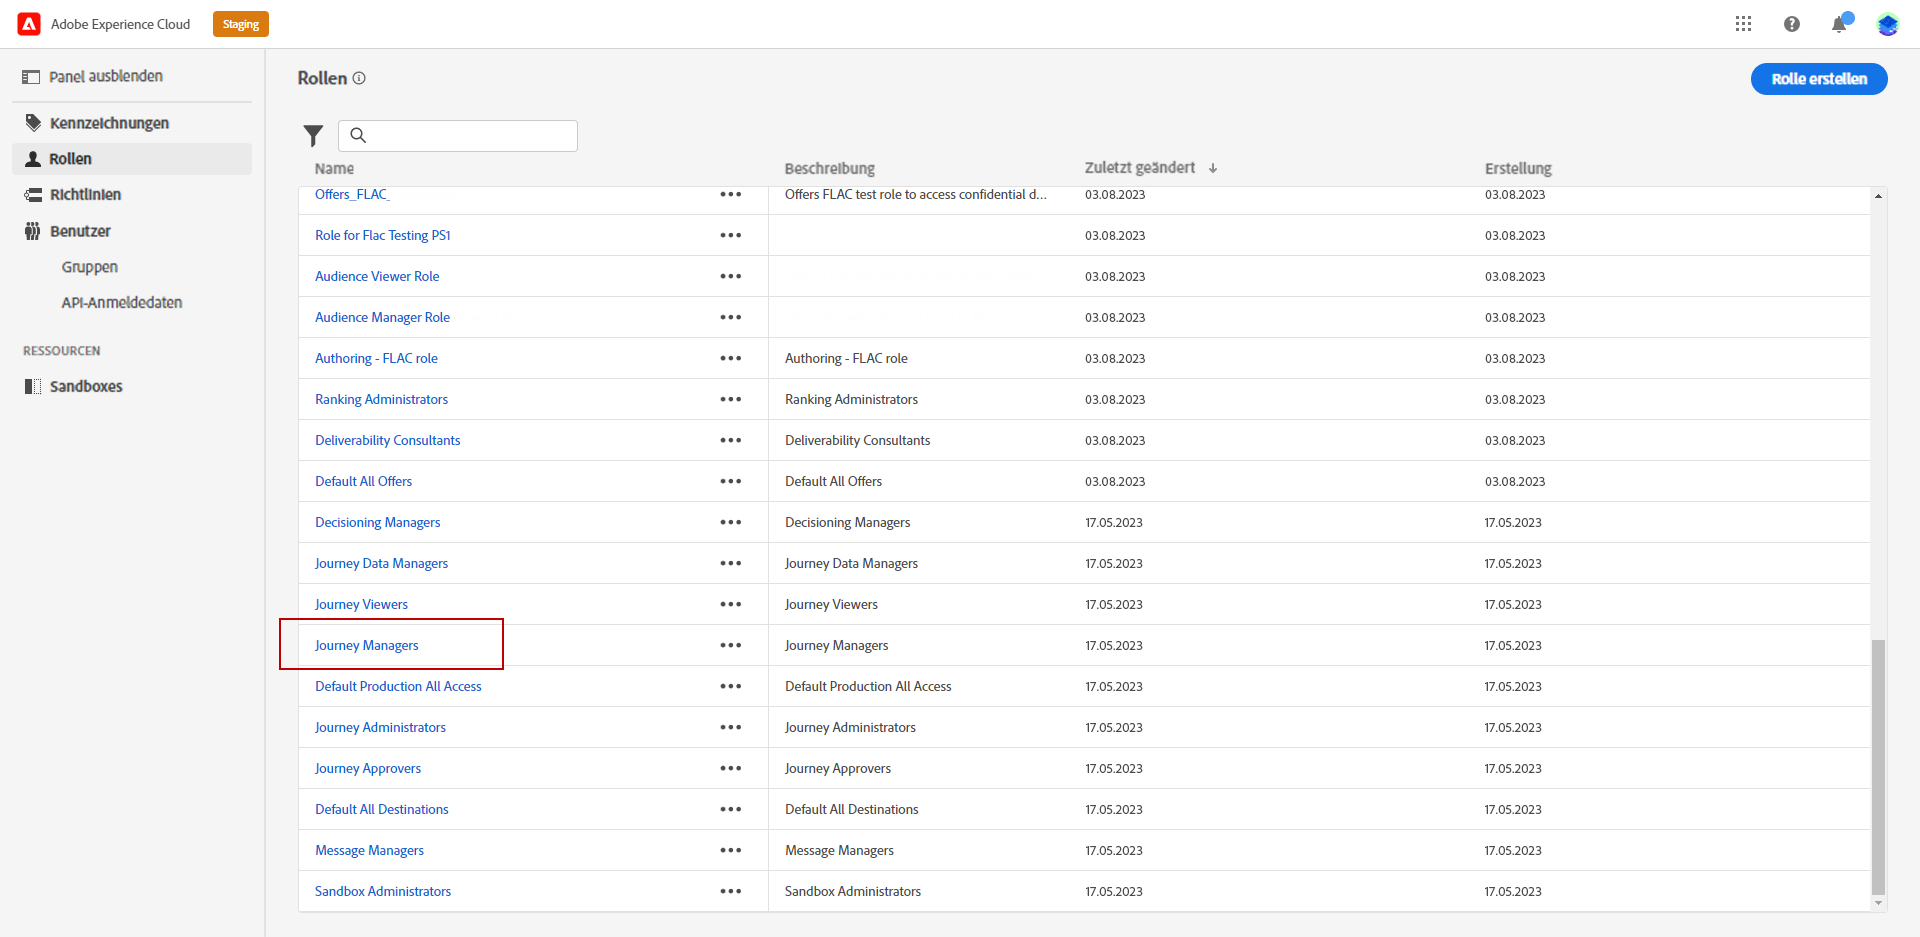 Adobe Experience Cloud Staging
Panel ausblenden
Kennzeichnungen
Rollen
Richtlinien
Benutzer
Gruppen
API-Anmeldedaten
RESSOURCEN
Sandboxes
Rollen
Rolle erstellen
Name Beschreibung Zuletzt geändert Erstellung
Offers_FLAC_ Offers FLAC test role to access confidential d... 03.08.2023 03.08.2023
Role for Flac Testing PS1 03.08.2023 03.08.2023
Audience Viewer Role 03.08.2023 03.08.2023
Audience Manager Role 03.08.2023 03.08.2023
Authoring - FLAC role Authoring - FLAC role 03.08.2023 03.08.2023
Ranking Administrators Ranking Administrators 03.08.2023 03.08.2023
Deliverability Consultants Deliverability Consultants 03.08.2023 03.08.2023
Default All Offers Default All Offers 03.08.2023 03.08.2023
Decisioning Managers Decisioning Managers 17.05.2023 17.05.2023
Journey Data Managers Journey Data Managers 17.05.2023 17.05.2023
Journey Viewers Journey Viewers 17.05.2023 17.05.2023
Journey Managers Journey Managers 17.05.2023 17.05.2023
Default Production All Access Default Production All Access 17.05.2023 17.05.2023
Journey Administrators Journey Administrators 17.05.2023 17.05.2023
Journey Approvers Journey Approvers 17.05.2023 17.05.2023
Default All Destinations Default All Destinations 17.05.2023 17.05.2023
Message Managers Message Managers 17.05.2023 17.05.2023
Sandbox Administrators Sandbox Administrators 17.05.2023 17.05.2023